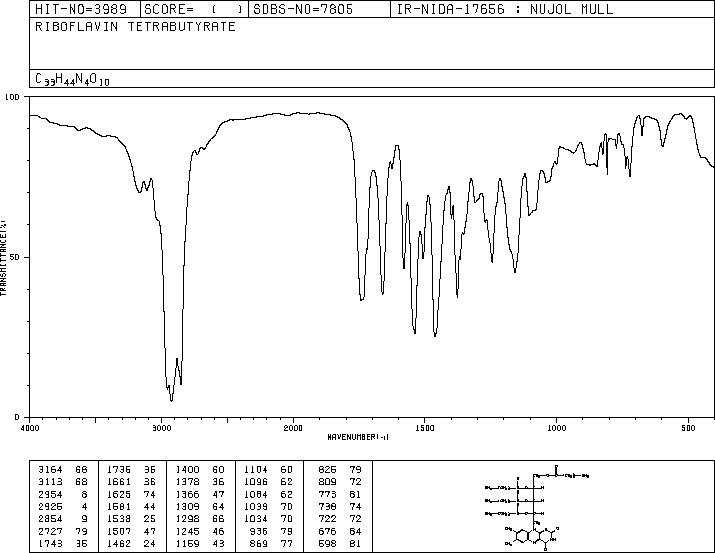 HIT-NO=3989 SCORE= ( ) SDBS-NO=7805 IR-NIDA-17656 : NUJOL MULL
RIBOFLAVIN TETRABUTYRATE
C33H44N4O10
100
50
0
TRANSMITTANCE(%)
4000 3000 2000 1500 1000 500
WAVENUMBER(-1)
3164 66 1736 36 1400 60 1104 60 825 79
3113 68 1661 36 1378 36 1096 62 809 72
2954 8 1625 74 1366 47 1084 62 773 81
2925 4 1581 44 1309 64 1039 70 738 74
2854 9 1538 25 1298 66 1034 70 722 72
2727 79 1507 47 1245 46 936 79 676 84
1743 35 1462 24 1159 43 869 77 598 81